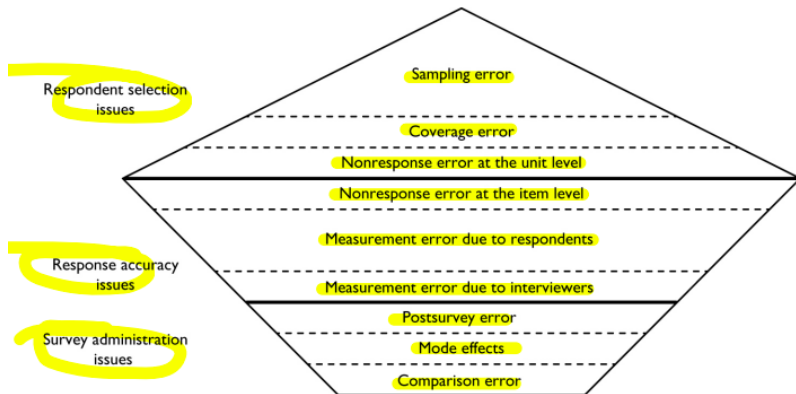 Sampling error
Respondent selection
issues
Coverage error
Nonresponse error at the unit level
Nonresponse error at the item level
Measurement error due to respondents
Response accuracy
issues
Measurement error due to interviewers
Postsurvey error
Survey administration
issues
Mode effects
Comparison error